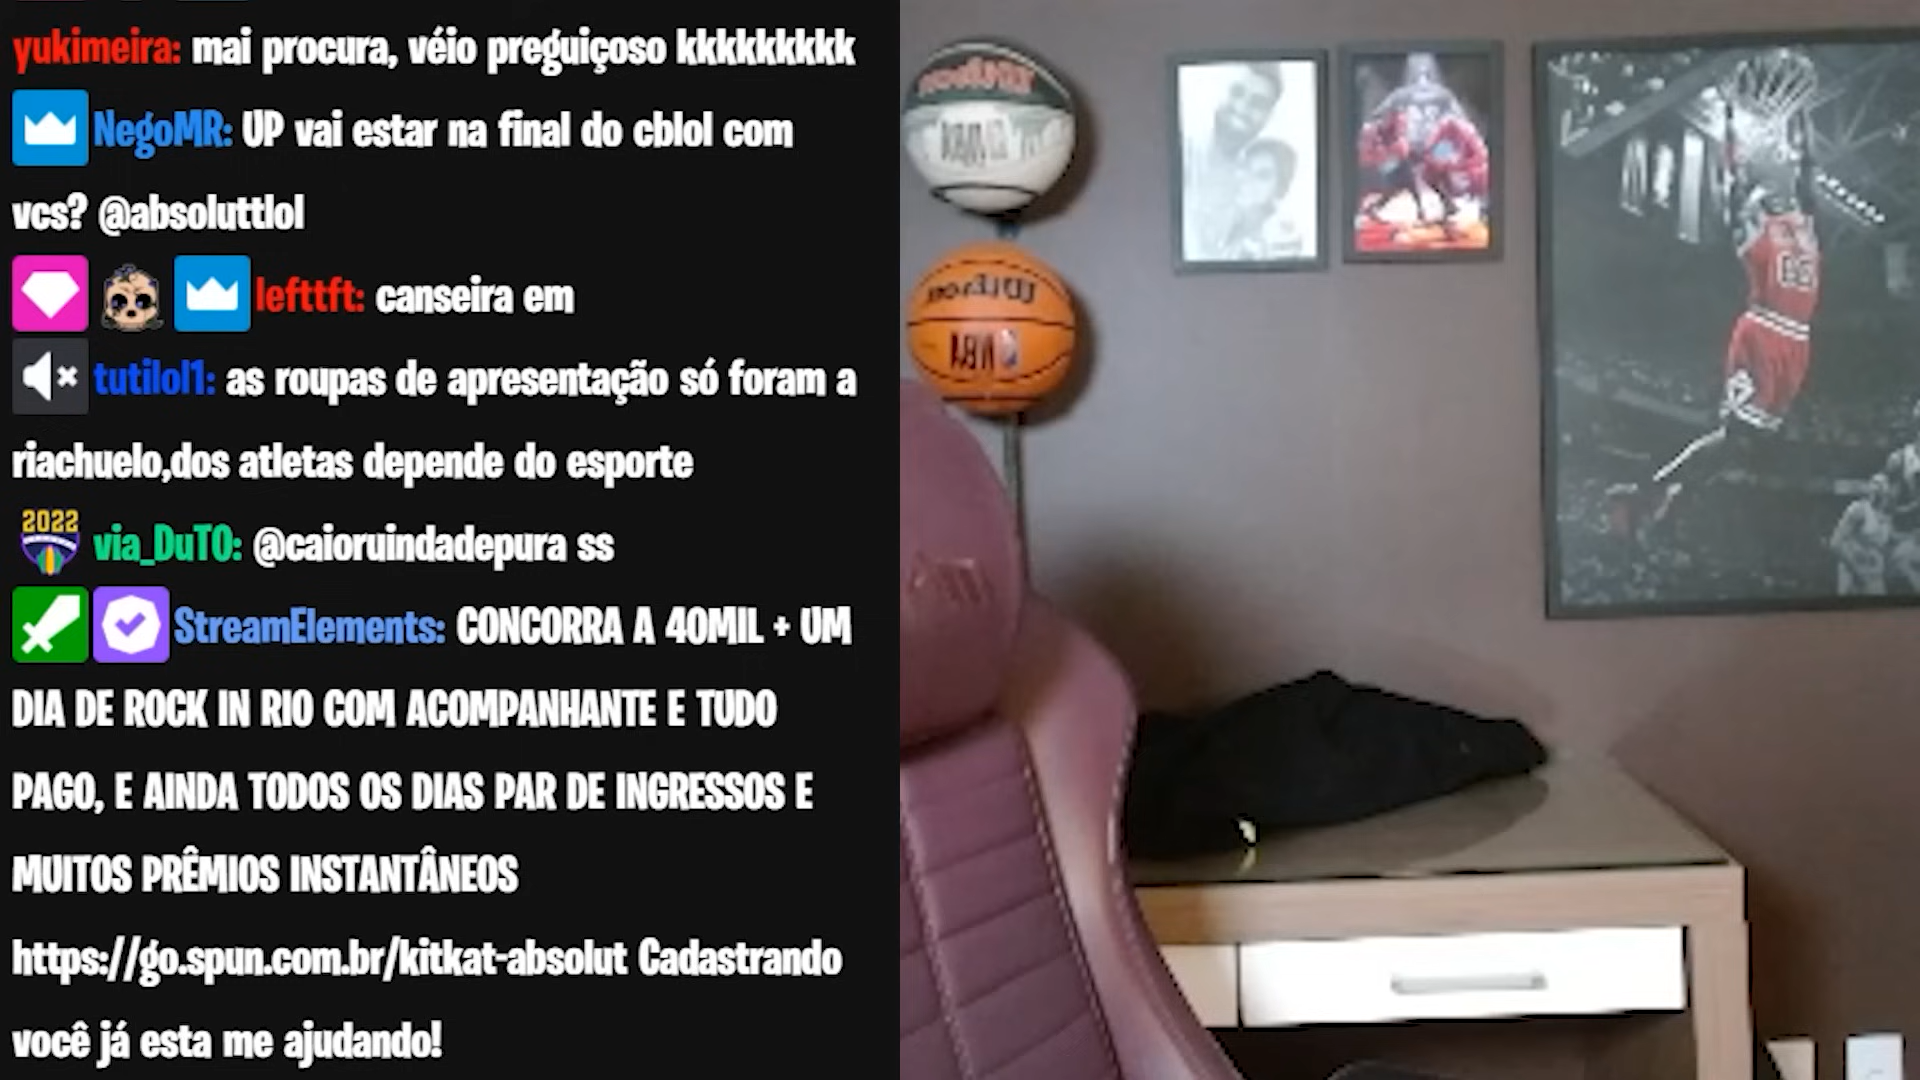 yukimeira: mai procura, véio preguiçoso kkkkkkkkk
NegoMR: UP vai estar na final do cblol com
vcs? @absoluttlol
lefttft: canseira em
tutilol1: as roupas de apresentação só foram a
riachuelo,dos atletas depende do esporte
2022
via_DuTO: @caioruindadepura ss
StreamElements: CONCORRA A 40MIL + UM
DIA DE ROCK IN RIO COM ACOMPANHANTE E TUDO
PAGO, E AINDA TODOS OS DIAS PAR DE INGRESSOS E
MUITOS PRÊMIOS INSTANTÂNEOS
https://go.spun.com.br/kitkat-absolut Cadastrando
você já esta me ajudando!
Wilson
NBA